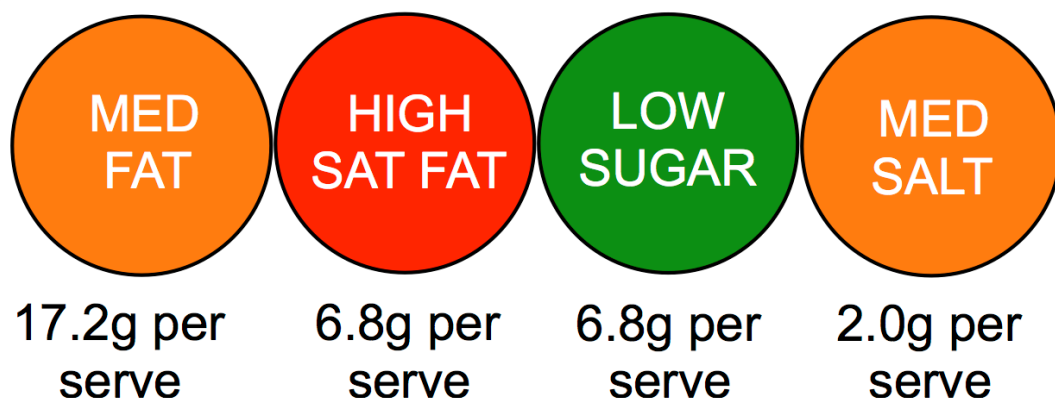 MED
FAT
HIGH
SAT FAT
LOW
SUGAR
MED
SALT
17.2g per
serve
6.8g per
serve
6.8g per
serve
2.0g per
serve